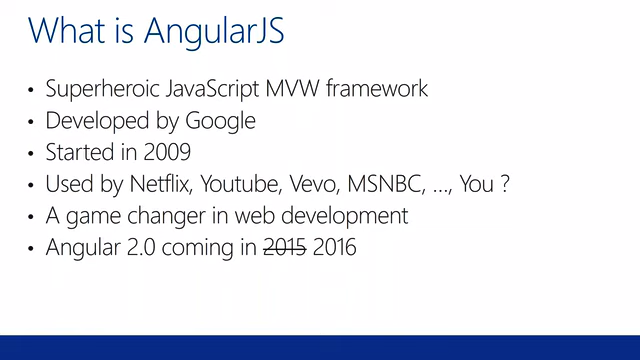 What is AngularJS
• Superheroic JavaScript MVW framework
• Developed by Google
• Started in 2009
• Used by Netflix, Youtube, Vevo, MSNBC, ..., You ?
• A game changer in web development
• Angular 2.0 coming in 2015 2016